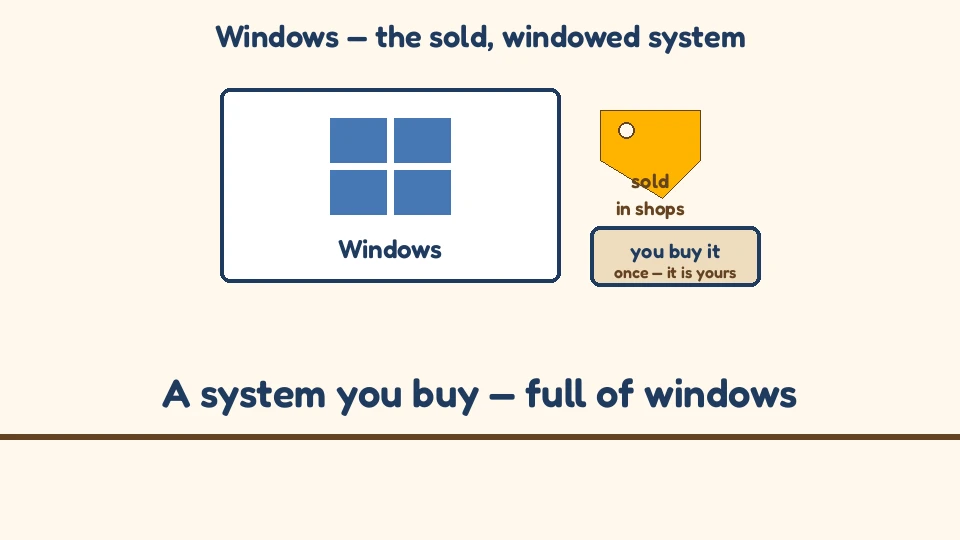 Windows — the sold, windowed system
Windows
sold
in shops
you buy it
once — it is yours
A system you buy — full of windows